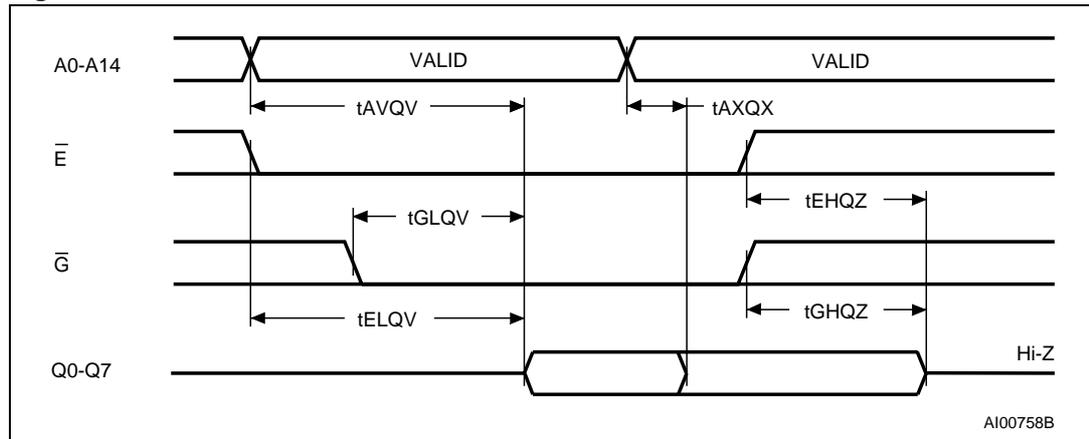 A0-A14
VALID
VALID
tAVQV
tAXQX
E̅
tEHQZ
tGLQV
G̅
tGHQZ
tELQV
Hi-Z
Q0-Q7
AI00758B